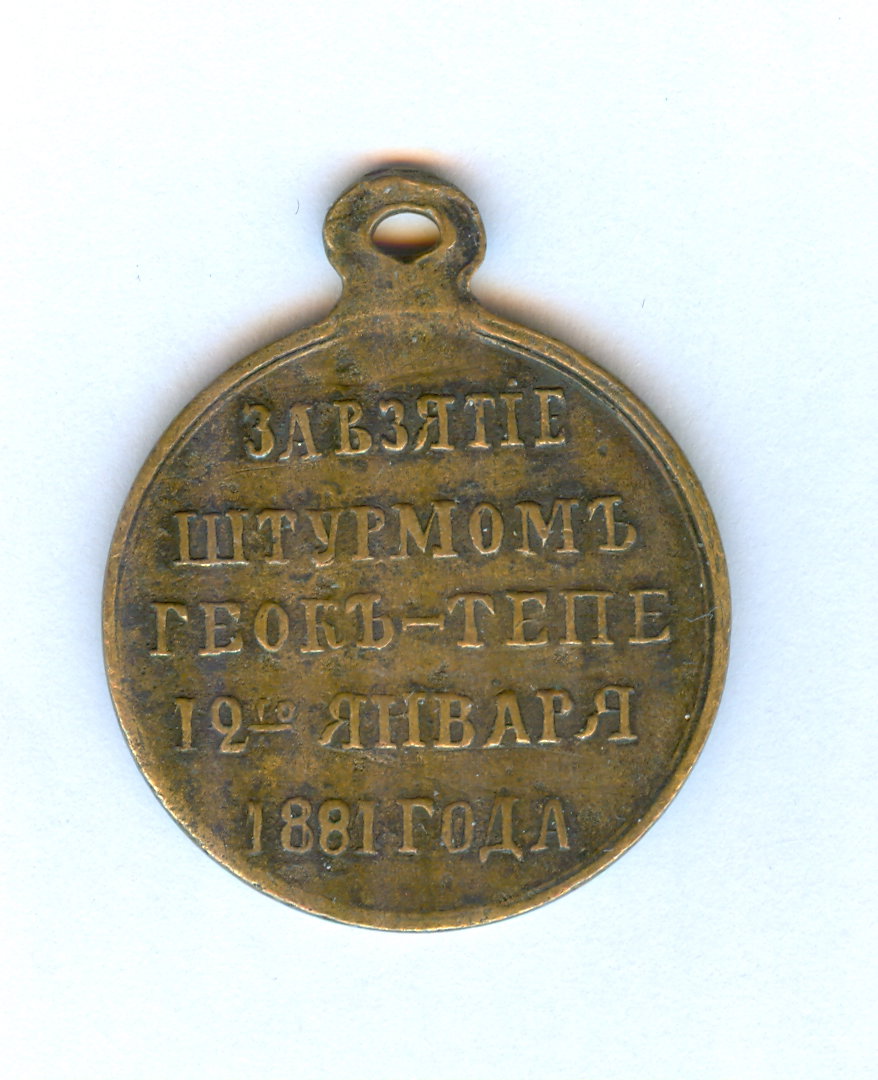 ЗА ВЗЯТІЕ
ШТУРМОМЪ
ГЕОКЪ-ТЕПЕ
12го ЯНВАРЯ
1881 ГОДА